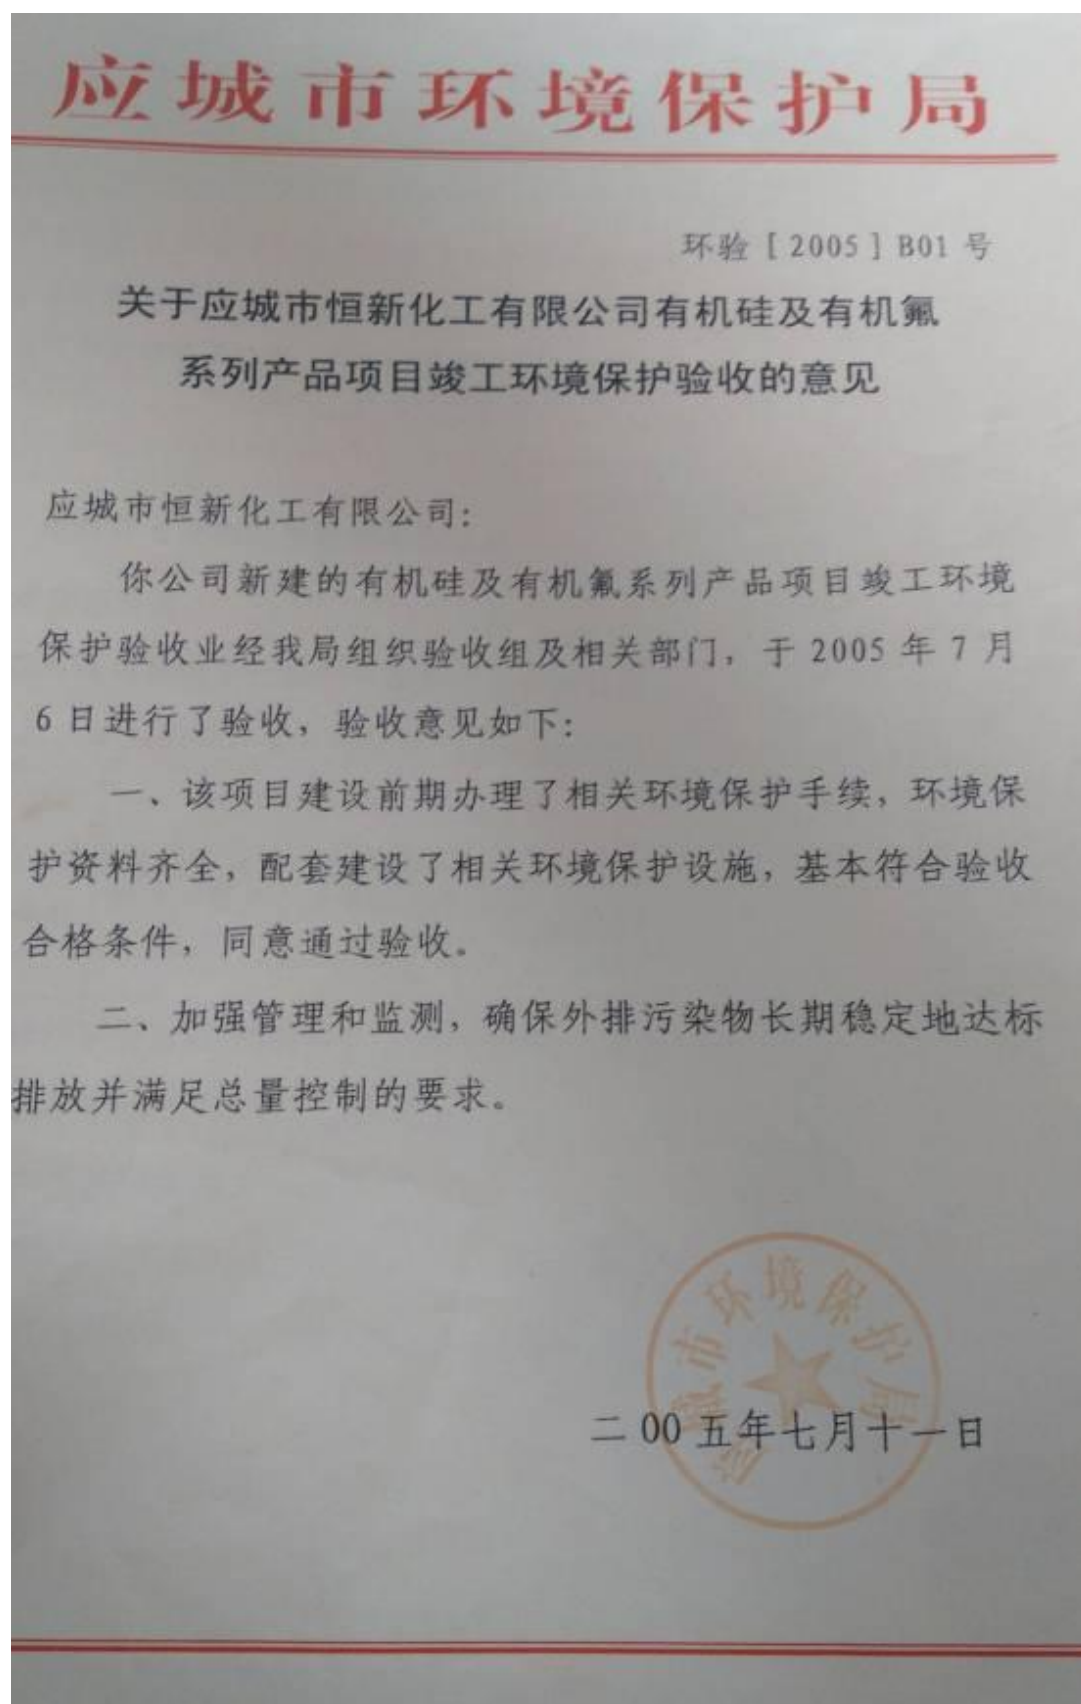 应城市环境保护局
环验［2005］B01 号
关于应城市恒新化工有限公司有机硅及有机氟
系列产品项目竣工环境保护验收的意见
应城市恒新化工有限公司：
你公司新建的有机硅及有机氟系列产品项目竣工环境
保护验收业经我局组织验收组及相关部门，于 2005 年 7 月
6 日进行了验收，验收意见如下：
一、该项目建设前期办理了相关环境保护手续，环境保
护资料齐全，配套建设了相关环境保护设施，基本符合验收
合格条件，同意通过验收。
二、加强管理和监测，确保外排污染物长期稳定地达标
排放并满足总量控制的要求。
应城市环境保护局
二00五年七月十一日